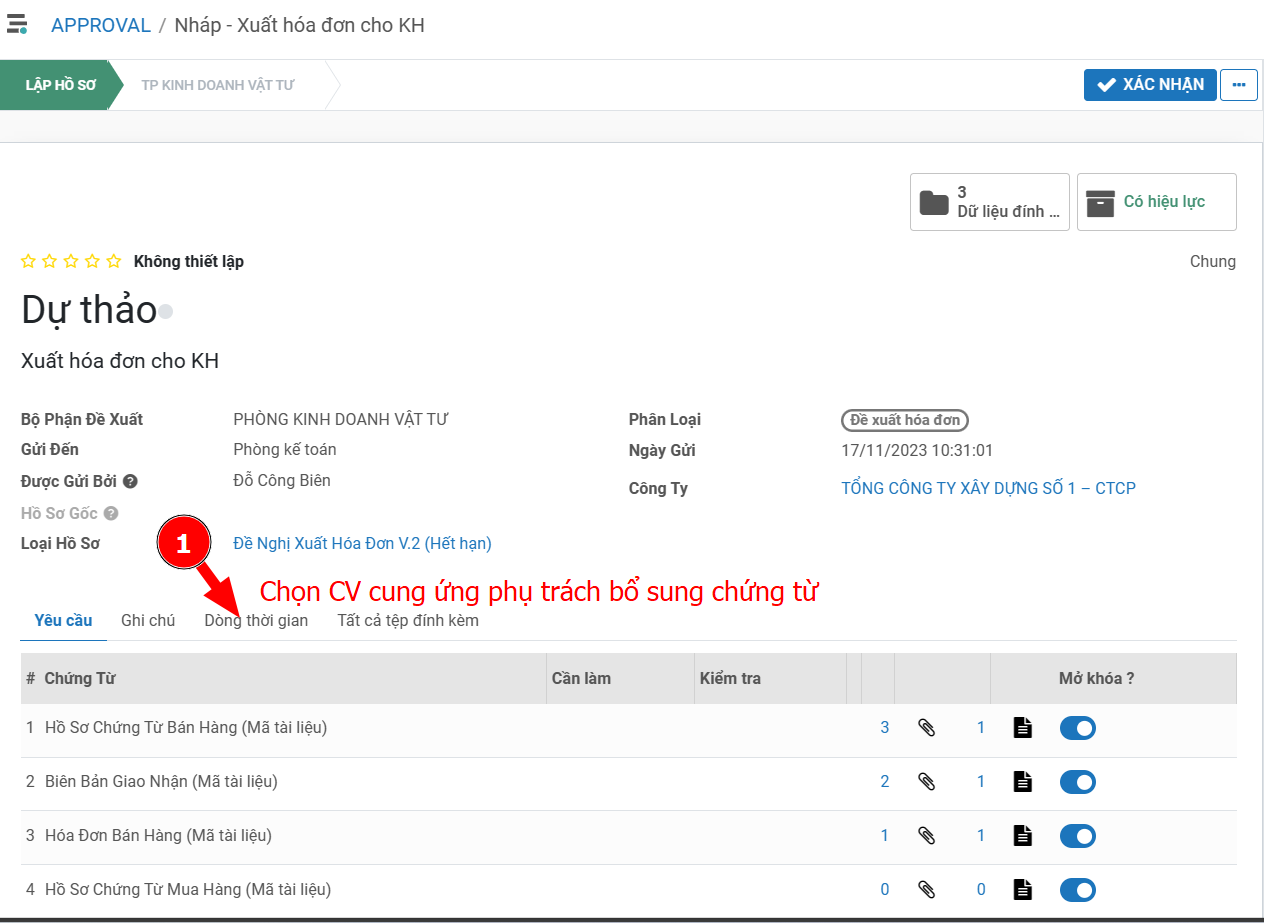 APPROVAL / Nháp - Xuất hóa đơn cho KH
LẬP HỒ SƠ TP KINH DOANH VẬT TƯ XÁC NHẬN
3
Dữ liệu đính ...
Có hiệu lực
Không thiết lập Chung
Dự thảo
Xuất hóa đơn cho KH
Bộ Phận Đề Xuất PHÒNG KINH DOANH VẬT TƯ Phân Loại Đề xuất hóa đơn
Gửi Đến Phòng kế toán Ngày Gửi 17/11/2023 10:31:01
Được Gửi Bởi ? Đỗ Công Biên Công Ty TỔNG CÔNG TY XÂY DỰNG SỐ 1 – CTCP
Hồ Sơ Gốc ?
Loại Hồ Sơ 1 Đề Nghị Xuất Hóa Đơn V.2 (Hết hạn)
Chọn CV cung ứng phụ trách bổ sung chứng từ
Yêu cầu Ghi chú Dòng thời gian Tất cả tệp đính kèm
# Chứng Từ Cần làm Kiểm tra Mở khóa ?
1 Hồ Sơ Chứng Từ Bán Hàng (Mã tài liệu) 3 1
2 Biên Bản Giao Nhận (Mã tài liệu) 2 1
3 Hóa Đơn Bán Hàng (Mã tài liệu) 1 1
4 Hồ Sơ Chứng Từ Mua Hàng (Mã tài liệu) 0 0